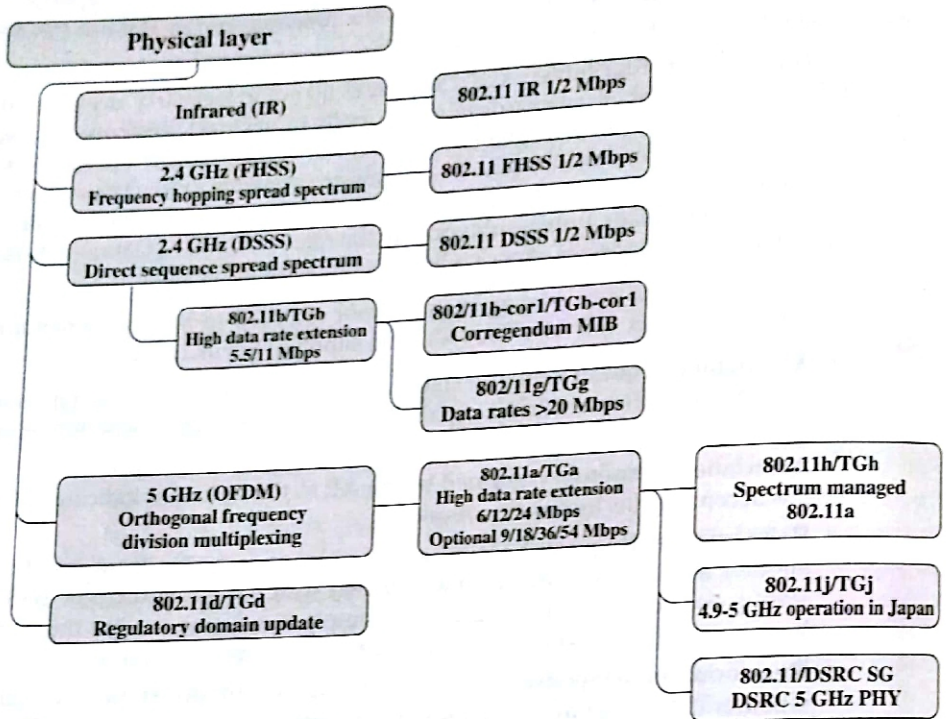 Physical layer
Infrared (IR)
802.11 IR 1/2 Mbps
2.4 GHz (FHSS)
Frequency hopping spread spectrum
802.11 FHSS 1/2 Mbps
2.4 GHz (DSSS)
Direct sequence spread spectrum
802.11 DSSS 1/2 Mbps
802.11b/TGb
High data rate extension
5.5/11 Mbps
802/11b-cor1/TGb-cor1
Corregendum MIB
802/11g/TGg
Data rates >20 Mbps
5 GHz (OFDM)
Orthogonal frequency
division multiplexing
802.11a/TGa
High data rate extension
6/12/24 Mbps
Optional 9/18/36/54 Mbps
802.11h/TGh
Spectrum managed
802.11a
802.11j/TGj
4.9-5 GHz operation in Japan
802.11/DSRC SG
DSRC 5 GHz PHY
802.11d/TGd
Regulatory domain update